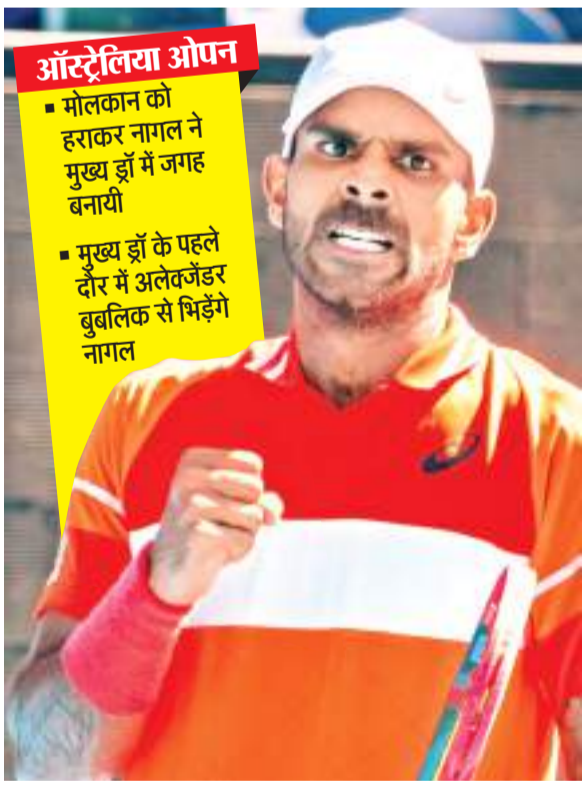 ऑस्ट्रेलिया ओपन
▪ मोलकान को
हराकर नागल ने
मुख्य ड्रॉ में जगह
बनायी
▪ मुख्य ड्रॉ के पहले
दौर में अलेक्जेंडर
बुबलिक से भिड़ेंगे
नागल